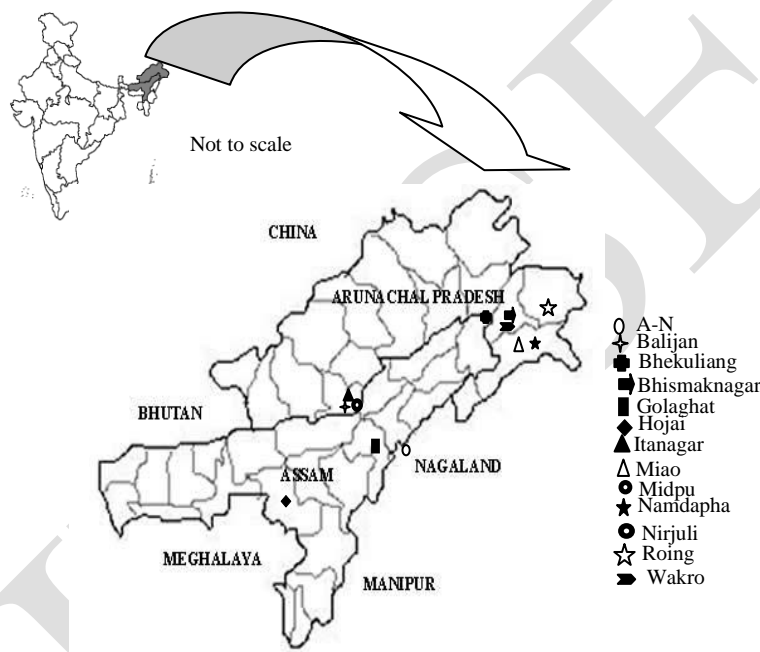 Not to scale
CHINA
ARUNACHAL PRADESH
BHUTAN
ASSAM
NAGALAND
MEGHALAYA
MANIPUR
A-N
Balijan
Bhekuliang
Bhismaknagar
Golaghat
Hojai
Itanagar
Miao
Midpu
Namdapha
Nirjuli
Roing
Wakro